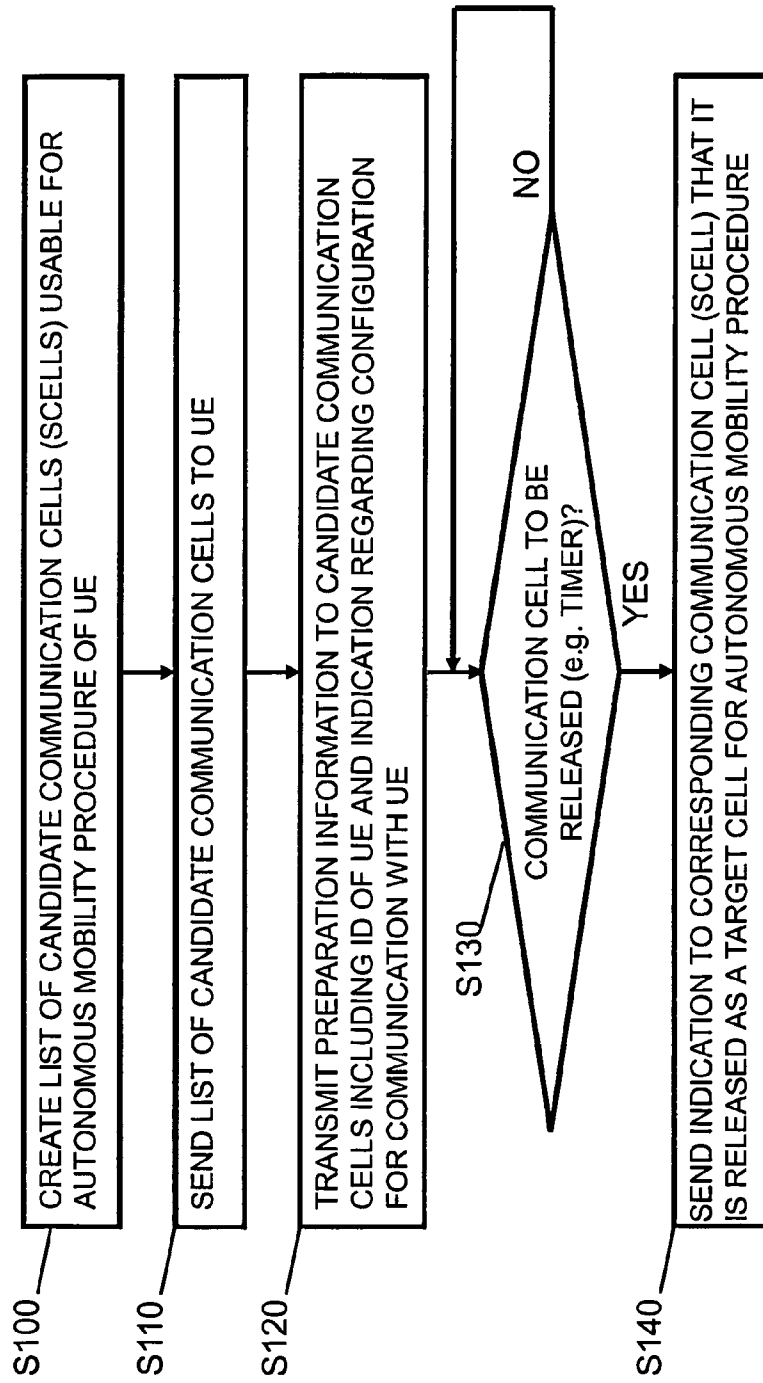 S100
CREATE LIST OF CANDIDATE COMMUNICATION CELLS (SCELLS) USABLE FOR
AUTONOMOUS MOBILITY PROCEDURE OF UE
S110
SEND LIST OF CANDIDATE COMMUNICATION CELLS TO UE
S120
TRANSMIT PREPARATION INFORMATION TO CANDIDATE COMMUNICATION
CELLS INCLUDING ID OF UE AND INDICATION REGARDING CONFIGURATION
FOR COMMUNICATION WITH UE
S130
COMMUNICATION CELL TO BE
RELEASED (e.g. TIMER)?
NO
YES
S140
SEND INDICATION TO CORRESPONDING COMMUNICATION CELL (SCELL) THAT IT
IS RELEASED AS A TARGET CELL FOR AUTONOMOUS MOBILITY PROCEDURE